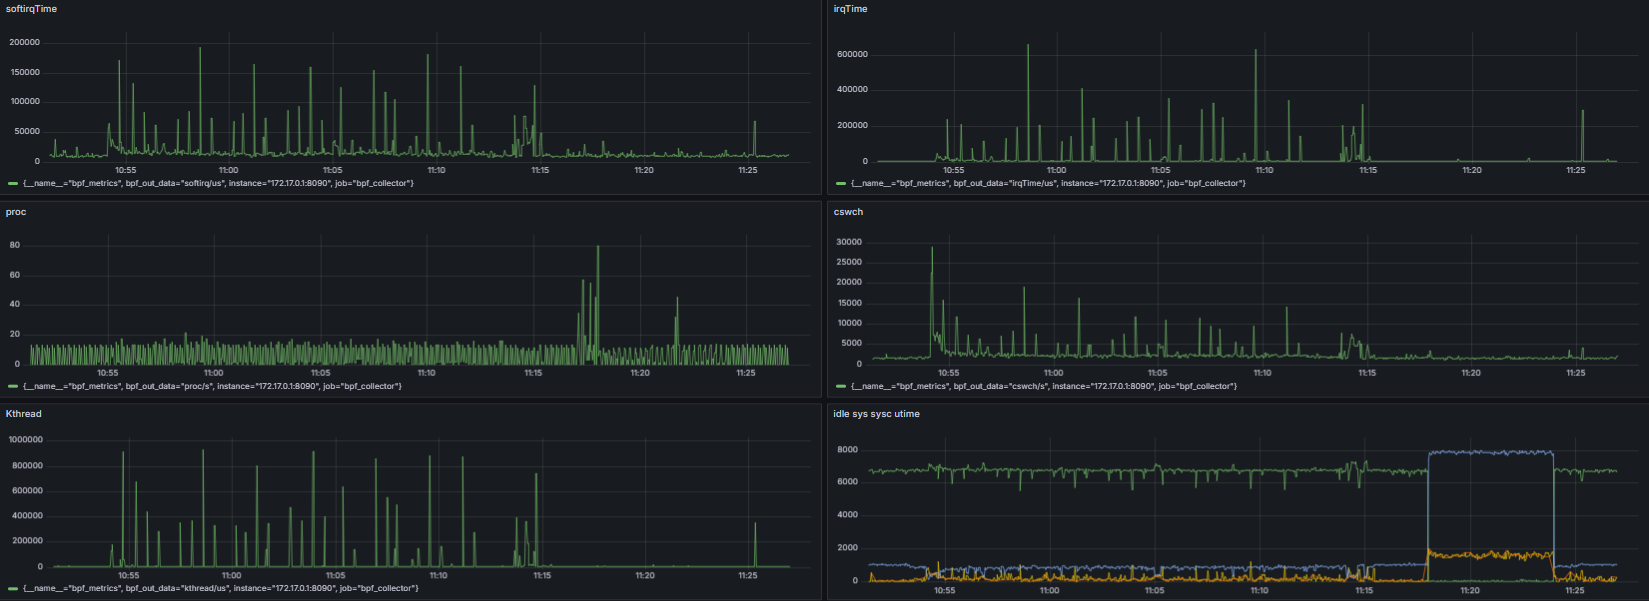 softirqTime
200000
150000
100000
50000
0
10:55 11:00 11:05 11:10 11:15 11:20 11:25
{__name__="bpf_metrics", bpf_out_data="softirq/us", instance="172.17.0.1:8090", job="bpf_collector"}
irqTime
600000
400000
200000
0
10:55 11:00 11:05 11:10 11:15 11:20 11:25
{__name__="bpf_metrics", bpf_out_data="irqTime/us", instance="172.17.0.1:8090", job="bpf_collector"}
proc
80
60
40
20
0
10:55 11:00 11:05 11:10 11:15 11:20 11:25
{__name__="bpf_metrics", bpf_out_data="proc/s", instance="172.17.0.1:8090", job="bpf_collector"}
cswch
30000
25000
20000
15000
10000
5000
0
10:55 11:00 11:05 11:10 11:15 11:20 11:25
{__name__="bpf_metrics", bpf_out_data="cswch/s", instance="172.17.0.1:8090", job="bpf_collector"}
Kthread
1000000
800000
600000
400000
200000
0
10:55 11:00 11:05 11:10 11:15 11:20 11:25
{__name__="bpf_metrics", bpf_out_data="kthread/us", instance="172.17.0.1:8090", job="bpf_collector"}
idle sys sysc utime
8000
6000
4000
2000
0
10:55 11:00 11:05 11:10 11:15 11:20 11:25